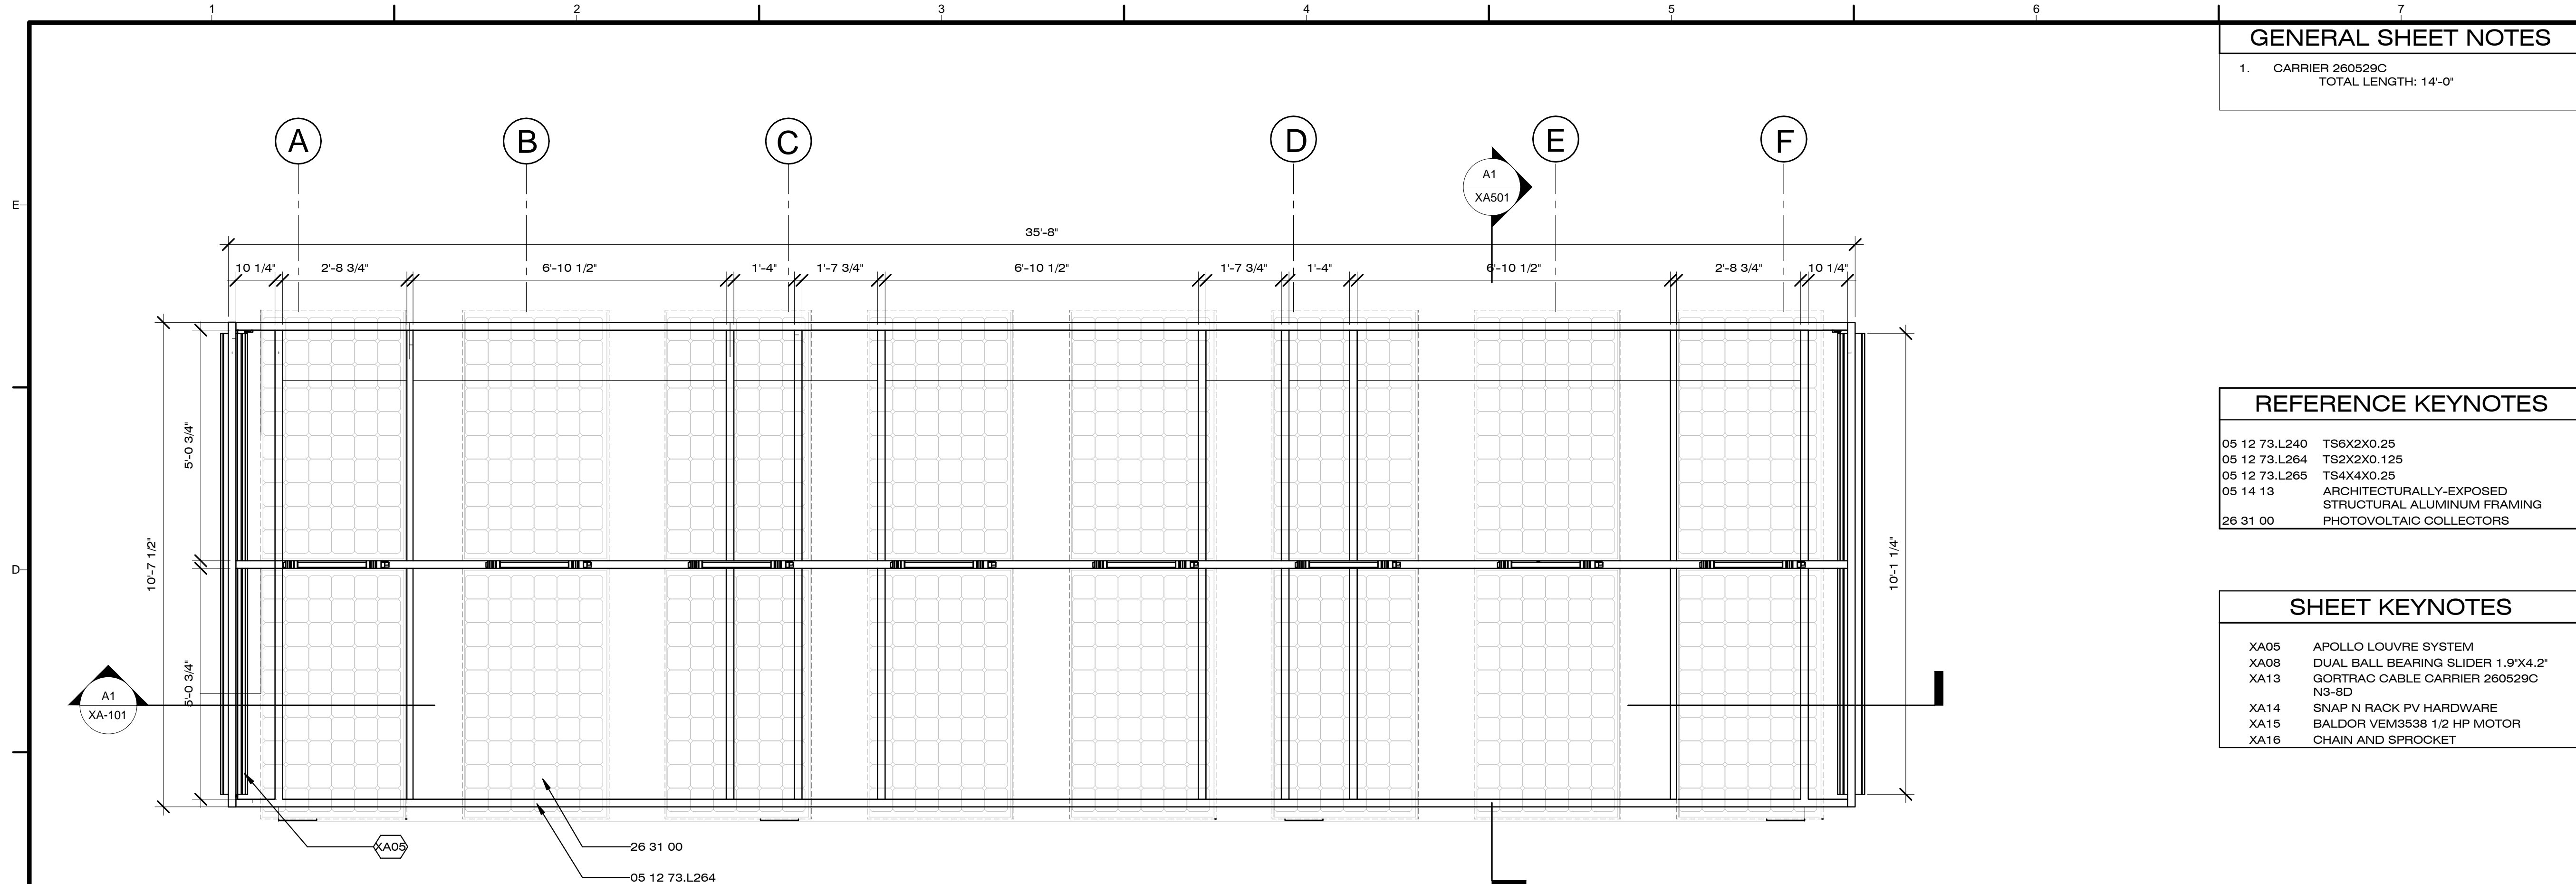 1 2 3 4 5 6 7
GENERAL SHEET NOTES
1. CARRIER 260529C
TOTAL LENGTH: 14'-0"
A B C D E F
A1
XA501
E
35'-8"
10 1/4" 2'-8 3/4" 6'-10 1/2" 1'-4" 1'-7 3/4" 6'-10 1/2" 1'-7 3/4" 1'-4" 6'-10 1/2" 2'-8 3/4" 10 1/4"
REFERENCE KEYNOTES
05 12 73.L240 TS6X2X0.25
05 12 73.L264 TS2X2X0.125
05 12 73.L265 TS4X4X0.25
05 14 13 ARCHITECTURALLY-EXPOSED
STRUCTURAL ALUMINUM FRAMING
26 31 00 PHOTOVOLTAIC COLLECTORS
5'-0 3/4"
10'-7 1/2"
D
10'-1 1/4"
5'-0 3/4"
SHEET KEYNOTES
XA05 APOLLO LOUVRE SYSTEM
XA08 DUAL BALL BEARING SLIDER 1.9"X4.2"
XA13 GORTRAC CABLE CARRIER 260529C
N3-8D
XA14 SNAP N RACK PV HARDWARE
XA15 BALDOR VEM3538 1/2 HP MOTOR
XA16 CHAIN AND SPROCKET
A1
XA-101
XA05
26 31 00
05 12 73.L264